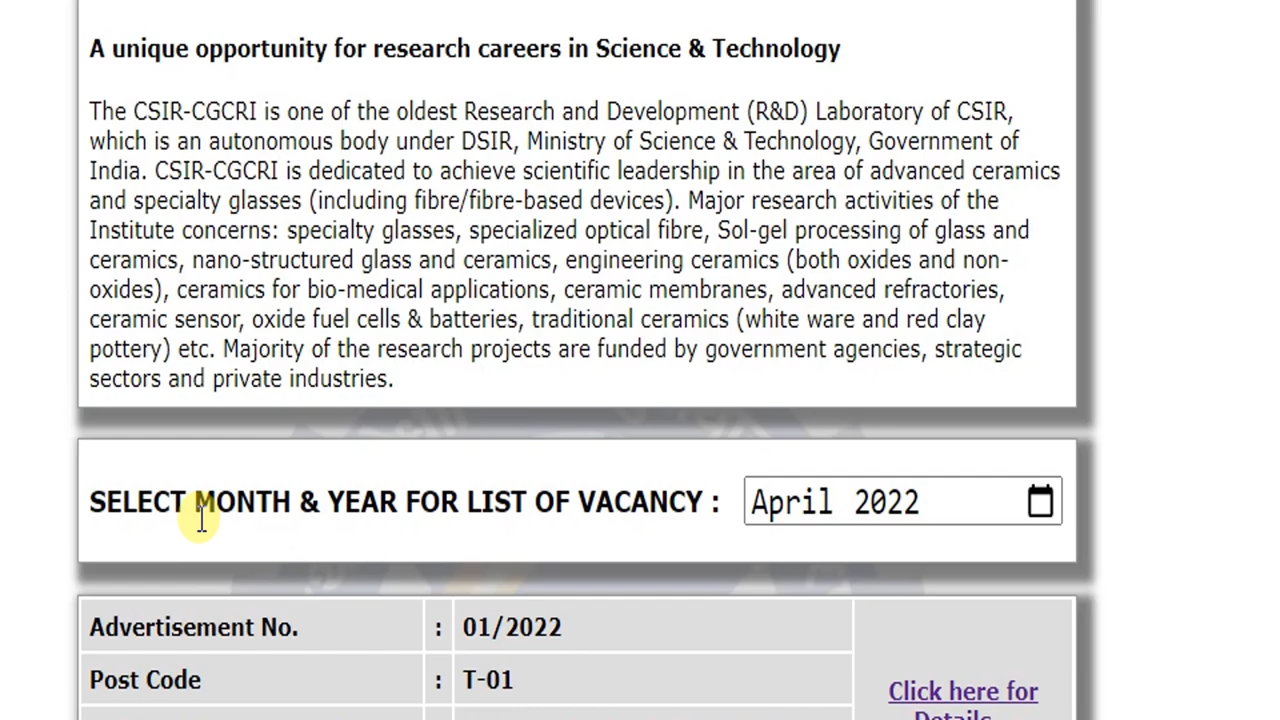 A unique opportunity for research careers in Science & Technology
The CSIR-CGCRI is one of the oldest Research and Development (R&D) Laboratory of CSIR,
which is an autonomous body under DSIR, Ministry of Science & Technology, Government of
India. CSIR-CGCRI is dedicated to achieve scientific leadership in the area of advanced ceramics
and specialty glasses (including fibre/fibre-based devices). Major research activities of the
Institute concerns: specialty glasses, specialized optical fibre, Sol-gel processing of glass and
ceramics, nano-structured glass and ceramics, engineering ceramics (both oxides and non-
oxides), ceramics for bio-medical applications, ceramic membranes, advanced refractories,
ceramic sensor, oxide fuel cells & batteries, traditional ceramics (white ware and red clay
pottery) etc. Majority of the research projects are funded by government agencies, strategic
sectors and private industries.
SELECT MONTH & YEAR FOR LIST OF VACANCY : April 2022
Advertisement No. : 01/2022
Post Code : T-01
Click here for
Details